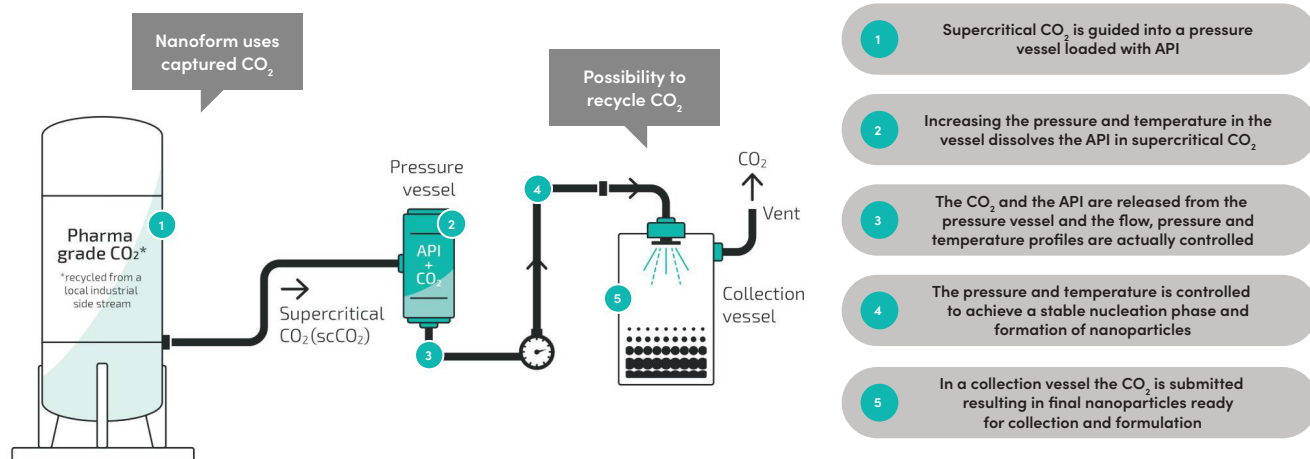 Nanoform uses
captured CO₂
Possibility to
recycle CO₂
Pharma
grade CO₂*
*recycled from a
local industrial
side stream
1
Supercritical
CO₂(scCO₂)
Pressure
vessel
2
API
+
CO₂
3
4
5
CO₂
Vent
Collection
vessel
1
Supercritical CO₂ is guided into a pressure
vessel loaded with API
2
Increasing the pressure and temperature in the
vessel dissolves the API in supercritical CO₂
3
The CO₂ and the API are released from the
pressure vessel and the flow, pressure and
temperature profiles are actually controlled
4
The pressure and temperature is controlled
to achieve a stable nucleation phase and
formation of nanoparticles
5
In a collection vessel the CO₂ is submitted
resulting in final nanoparticles ready
for collection and formulation